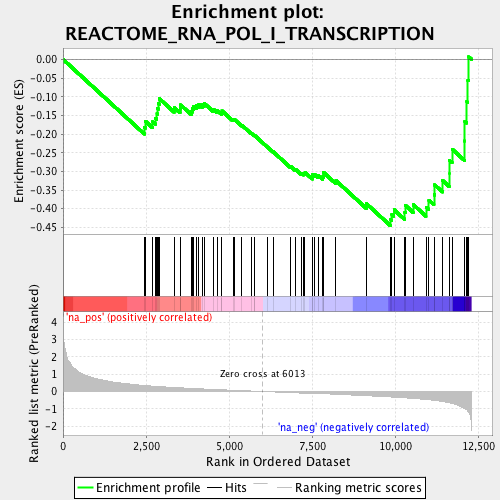 Enrichment plot:
REACTOME_RNA_POL_I_TRANSCRIPTION
Enrichment score (ES)
0.00
-0.05
-0.10
-0.15
-0.20
-0.25
-0.30
-0.35
-0.40
-0.45
'na_pos' (positively correlated)
Ranked list metric (PreRanked)
4
3
2
1
0
-1
-2
Zero cross at 6013
'na_neg' (negatively correlated)
0
2,500
5,000
7,500
10,000
12,500
Rank in Ordered Dataset
Enrichment profile
Hits
Ranking metric scores